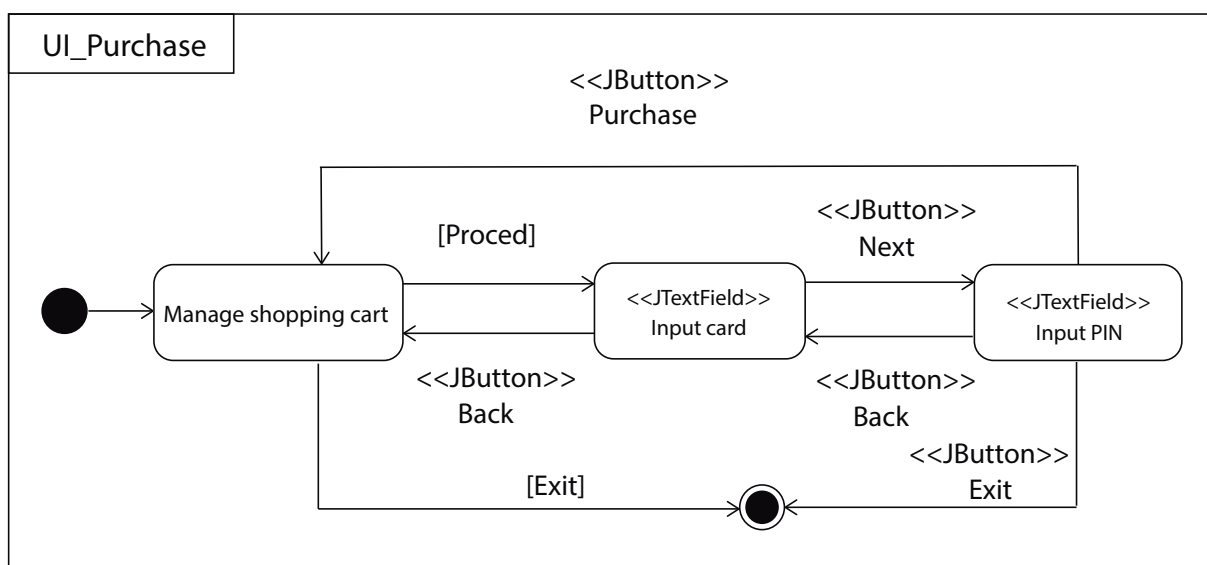 UI_Purchase
<<JButton>>
Purchase
[Proced]
<<JButton>>
Next
Manage shopping cart
<<JTextField>>
Input card
<<JTextField>>
Input PIN
<<JButton>>
Back
<<JButton>>
Back
[Exit]
<<JButton>>
Exit